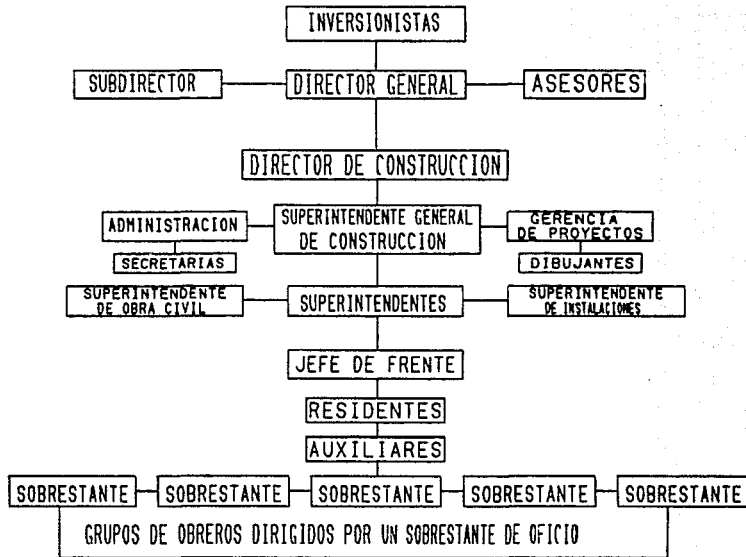 INVERSIONISTAS
SUBDIRECTOR
DIRECTOR GENERAL
ASESORES
DIRECTOR DE CONSTRUCCION
ADMINISTRACION
SUPERINTENDENTE GENERAL
DE CONSTRUCCION
GERENCIA
DE PROYECTOS
SECRETARIAS
DIBUJANTES
SUPERINTENDENTE
DE OBRA CIVIL
SUPERINTENDENTES
SUPERINTENDENTE
DE INSTALACIONES
JEFE DE FRENTE
RESIDENTES
AUXILIARES
SOBRESTANTE
SOBRESTANTE
SOBRESTANTE
SOBRESTANTE
SOBRESTANTE
GRUPOS DE OBREROS DIRIGIDOS POR UN SOBRESTANTE DE OFICIO